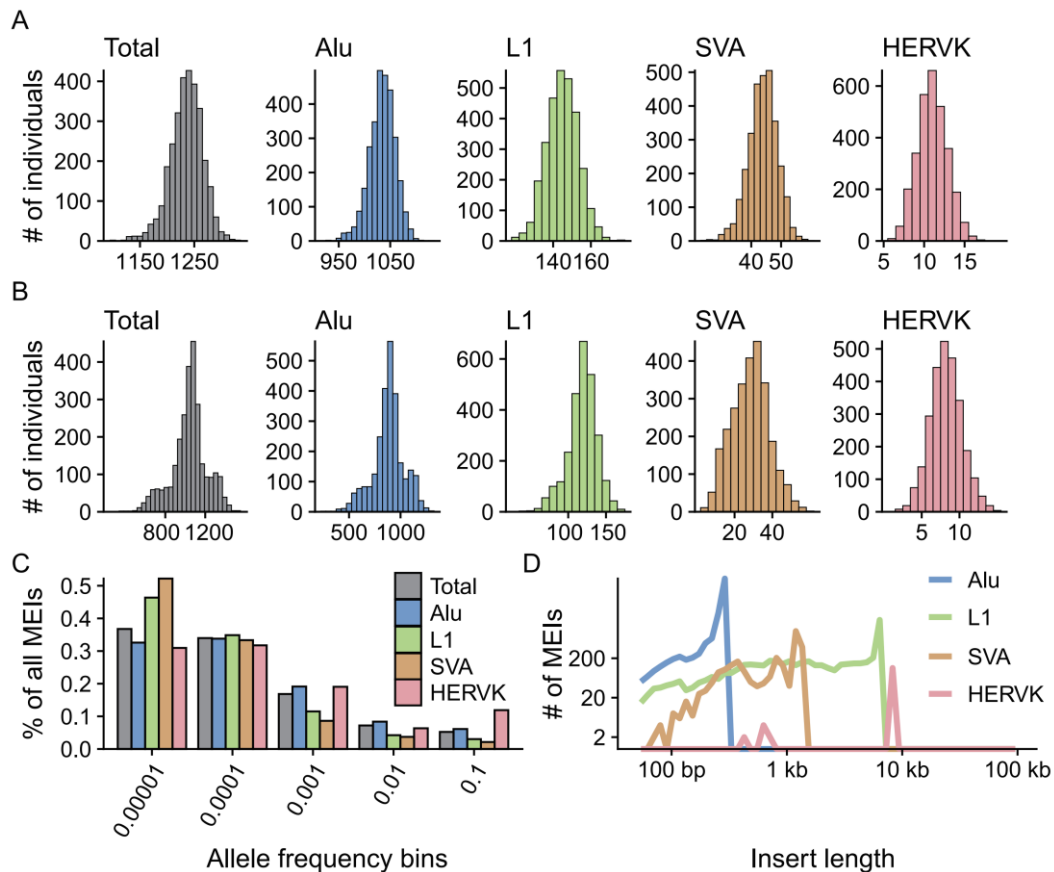 A
Total Alu L1 SVA HERVK
# of individuals
400
300
200
100
0
1150 1250
400
300
200
100
0
950 1050
500
400
300
200
100
0
140 160
500
400
300
200
100
0
40 50
600
400
200
0
5 10 15
B
Total Alu L1 SVA HERVK
# of individuals
400
300
200
100
0
800 1200
500
400
300
200
100
0
500 1000
600
400
200
0
100 150
400
300
200
100
0
20 40
500
400
300
200
100
0
5 10
C
% of all MEIs
0.5
0.4
0.3
0.2
0.1
0.0
Total
Alu
L1
SVA
HERVK
0.00001 0.0001 0.001 0.01 0.1
Allele frequency bins
D
# of MEIs
200
20
2
Alu
L1
SVA
HERVK
100 bp 1 kb 10 kb 100 kb
Insert length